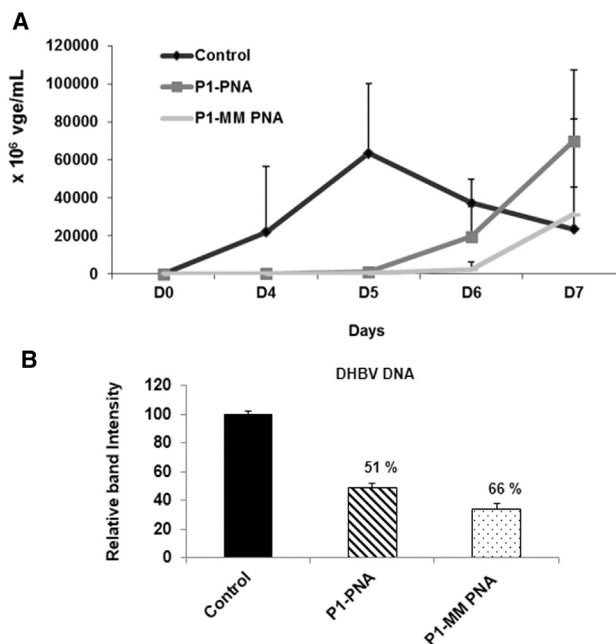 A
120000
100000
80000
60000
40000
20000
0
x 10⁶ vge/mL
Control
P1-PNA
P1-MM PNA
D0 D4 D5 D6 D7
Days
B
DHBV DNA
120
100
80
60
40
20
0
Relative band Intensity
51 %
66 %
Control P1-PNA P1-MM PNA